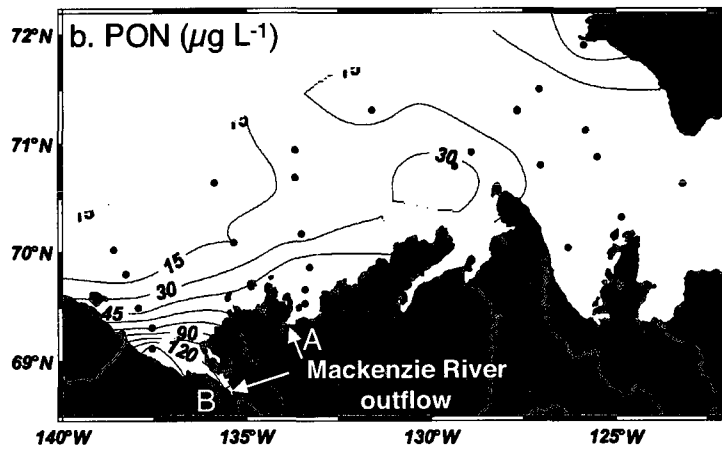 b. PON (µg L-1)
72°N
71°N
70°N
69°N
15
15
15
30
15
30
45
90
120
A
B
Mackenzie River
outflow
140°W
135°W
130°W
125°W